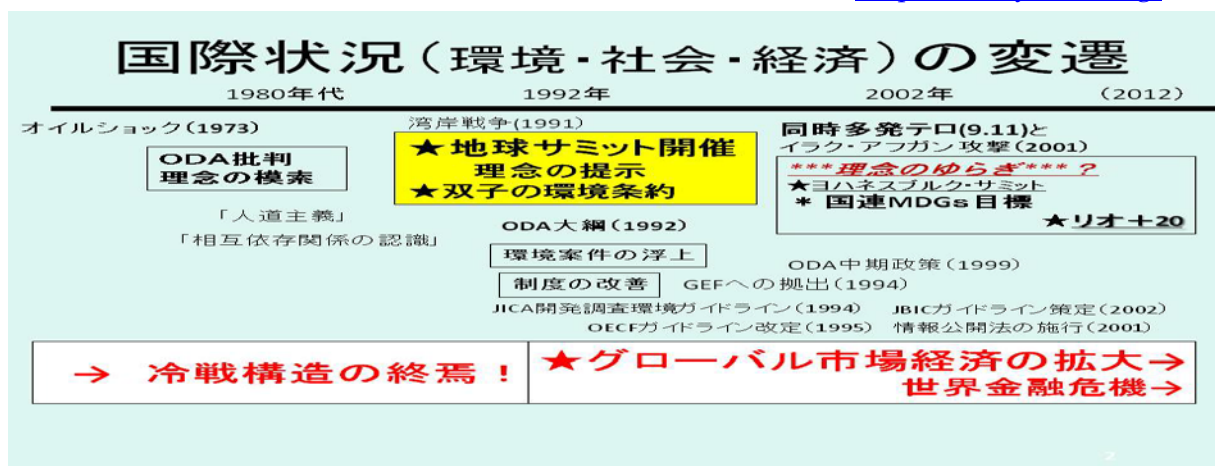 国際状況(環境・社会・経済)の変遷
1980年代 1992年 2002年 (2012)
オイルショック(1973)
ODA批判
理念の模索
「人道主義」
「相互依存関係の認識」
湾岸戦争(1991)
★地球サミット開催
理念の提示
★双子の環境条約
ODA大綱(1992)
環境案件の浮上
制度の改善 GEFへの拠出(1994)
JICA開発調査環境ガイドライン(1994)
OECFガイドライン改定(1995)
同時多発テロ(9.11)と
イラク・アフガン攻撃(2001)
***理念のゆらぎ***?
★ヨハネスブルク・サミット
* 国連MDGs目標
★リオ+20
ODA中期政策(1999)
JBICガイドライン策定(2002)
情報公開法の施行(2001)
→ 冷戦構造の終焉!
★グローバル市場経済の拡大→
世界金融危機→
2